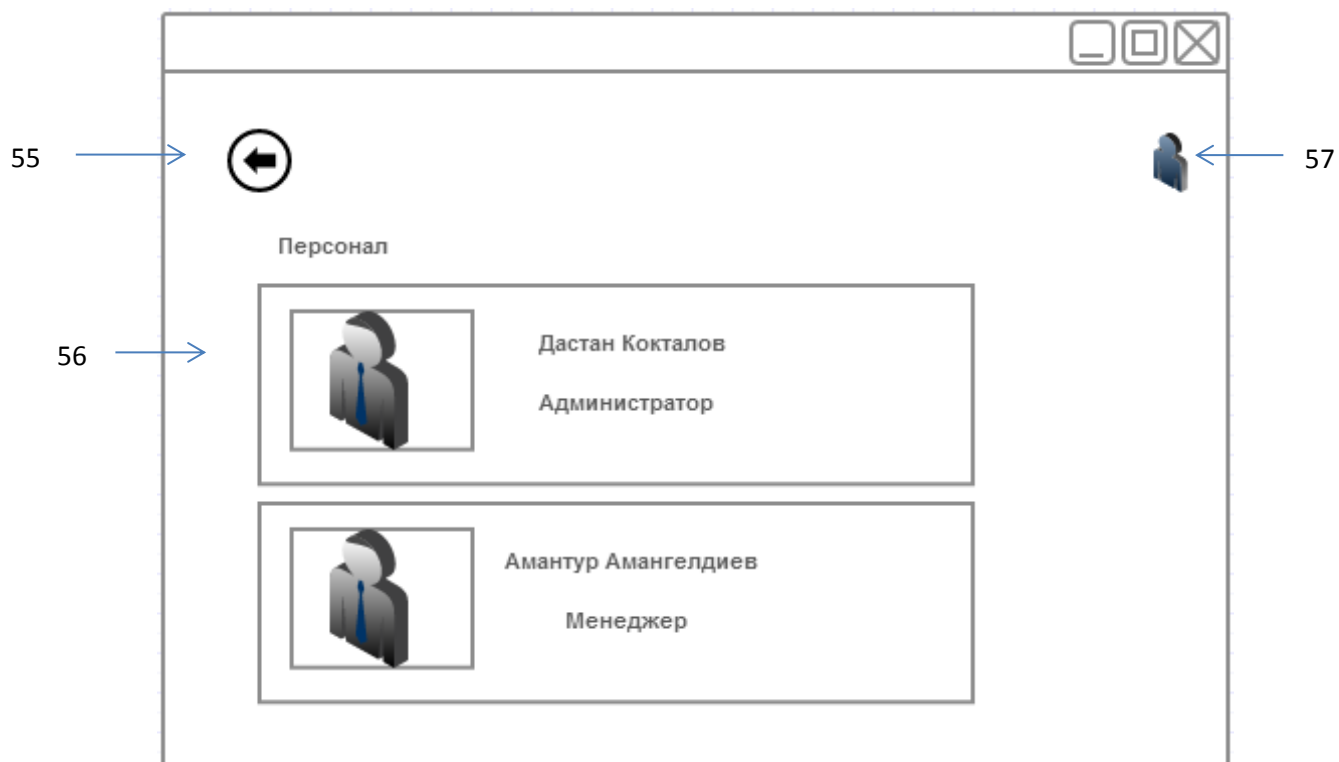 55
57
Персонал
56
Дастан Кокталов
Администратор
Амантур Амангелдиев
Менеджер